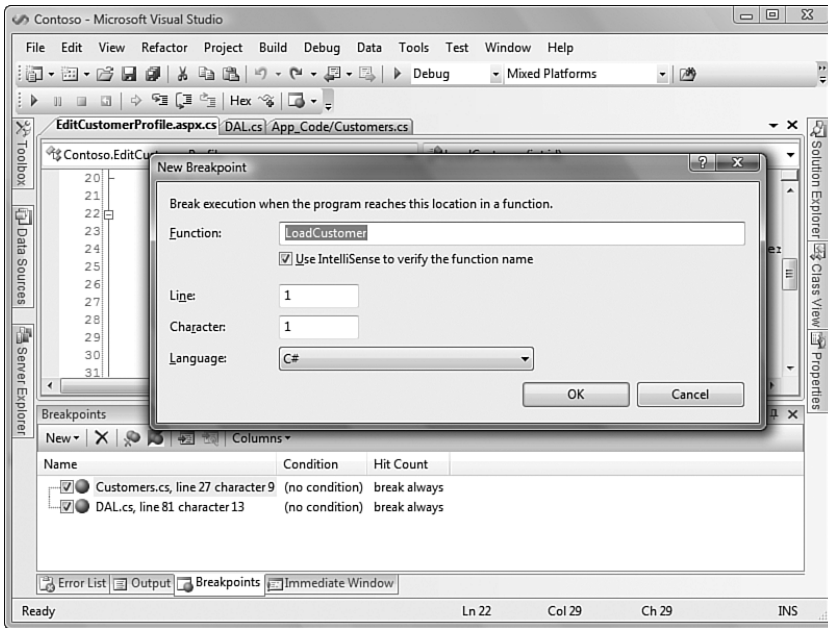 Contoso - Microsoft Visual Studio
File Edit View Refactor Project Build Debug Data Tools Test Window Help
Debug Mixed Platforms
Hex
EditCustomerProfile.aspx.cs DAL.cs App_Code/Customers.cs
Toolbox
Data Sources
Server Explorer
Solution Explorer
Class View
Properties
20
21
22
23
24
25
26
27
28
29
30
31
New Breakpoint
Break execution when the program reaches this location in a function.
Function: LoadCustomer
Use IntelliSense to verify the function name
Line: 1
Character: 1
Language: C#
OK Cancel
Breakpoints
New Columns
Name Condition Hit Count
Customers.cs, line 27 character 9 (no condition) break always
DAL.cs, line 81 character 13 (no condition) break always
Error List Output Breakpoints Immediate Window
Ready Ln 22 Col 29 Ch 29 INS